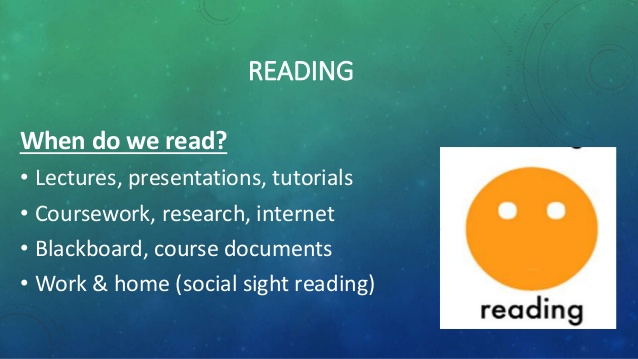 READING
When do we read?
• Lectures, presentations, tutorials
• Coursework, research, internet
• Blackboard, course documents
• Work & home (social sight reading)
reading